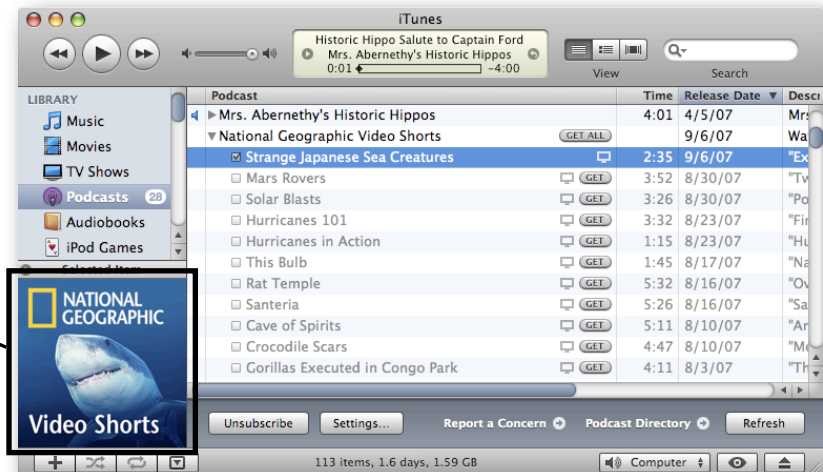 iTunes
Historic Hippo Salute to Captain Ford
Mrs. Abernethy's Historic Hippos
0:01 -4:00
View Search
LIBRARY
Music
Movies
TV Shows
Podcasts 28
Audiobooks
iPod Games
Selected Item
NATIONAL
GEOGRAPHIC
Video Shorts
Podcast Time Release Date Descr
Mrs. Abernethy's Historic Hippos 4:01 4/5/07 Mrs
National Geographic Video Shorts GET ALL 9/6/07 Wa
Strange Japanese Sea Creatures 2:35 9/6/07 "Ex
Mars Rovers GET 3:52 8/30/07 "Tw
Solar Blasts GET 3:26 8/30/07 "Po
Hurricanes 101 GET 3:32 8/23/07 "Fir
Hurricanes in Action GET 1:15 8/23/07 "Hu
This Bulb GET 1:45 8/17/07 "Na
Rat Temple GET 5:32 8/16/07 "Ov
Santeria GET 5:26 8/16/07 "Sa
Cave of Spirits GET 5:11 8/10/07 "Ar
Crocodile Scars GET 4:47 8/10/07 "Mo
Gorillas Executed in Congo Park GET 4:11 8/3/07 "Th
Unsubscribe Settings... Report a Concern Podcast Directory Refresh
113 items, 1.6 days, 1.59 GB Computer